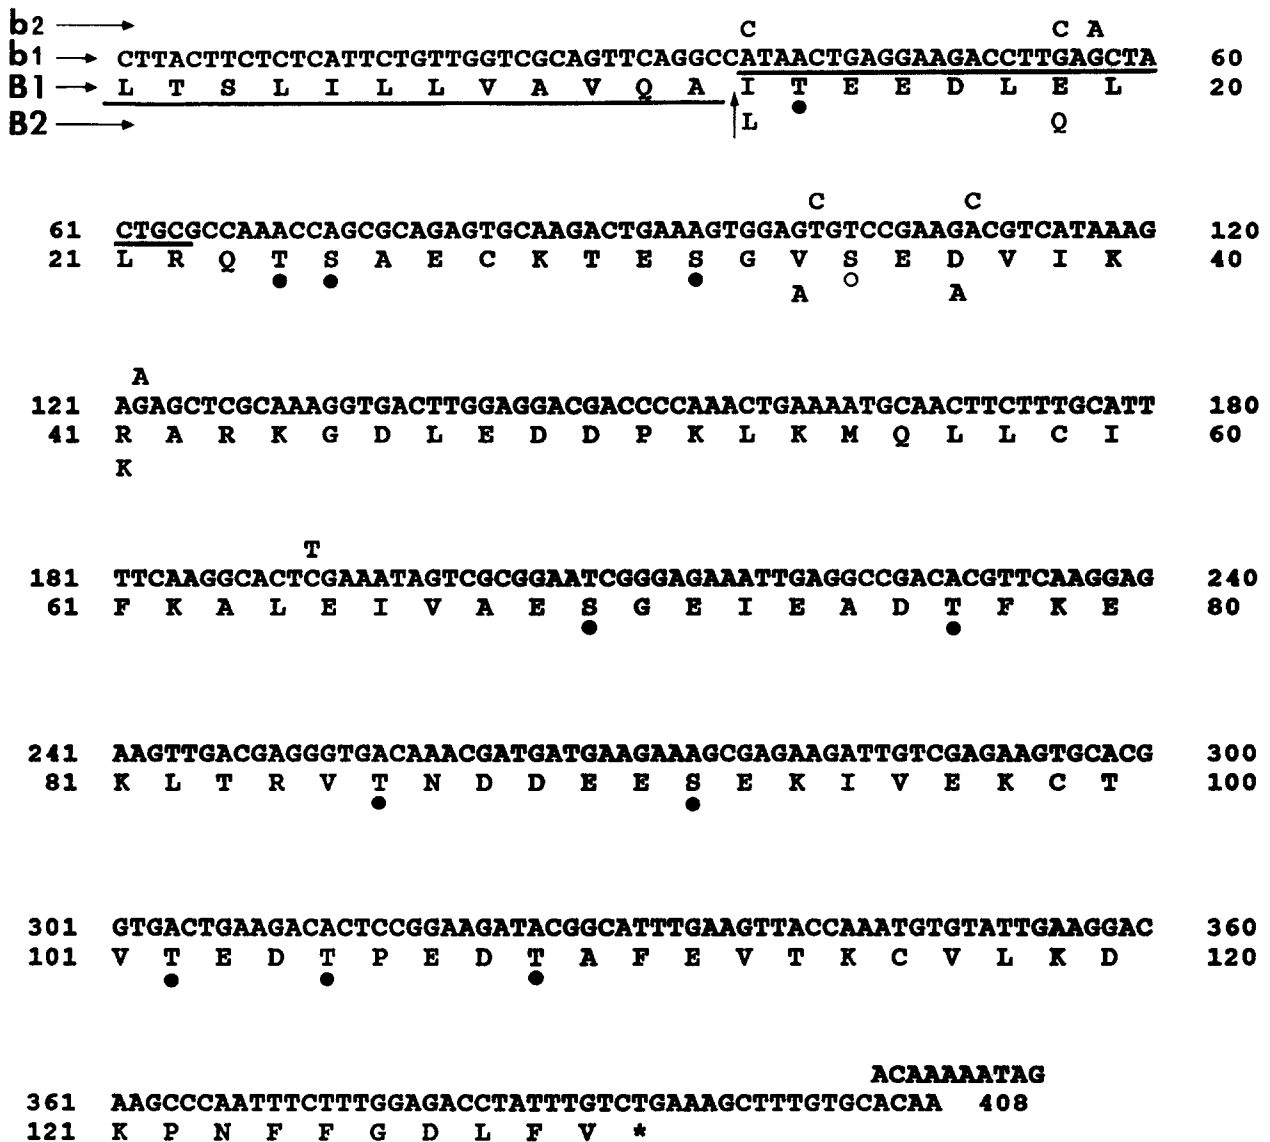 b2 C C A
b1 CTTACTTCTCTCATTCTGTTGGTCGCAGTTCAGGCCATAACTGAGGAAGACCTTGAGCTA 60
B1 L T S L I L L V A V Q A I T E E D L E L 20
B2 L Q
C C
61 CTGCGCCAAACCAGCGCAGAGTGCAAGACTGAAAGTGGAGTGTCCGAAGACGTCATAAAG 120
21 L R Q T S A E C K T E S G V S E D V I K 40
A A
A
121 AGAGCTCGCAAAGGTGACTTGGAGGACGACCCCAAACTGAAAATGCAACTTCTTTGCATT 180
41 R A R K G D L E D D P K L K M Q L L C I 60
K
T
181 TTCAAGGCACTCGAAATAGTCGCGGAATCGGGAGAAATTGAGGCCGACACGTTCAAGGAG 240
61 F K A L E I V A E S G E I E A D T F K E 80
241 AAGTTGACGAGGGTGACAAACGATGATGAAGAAAGCGAGAAGATTGTCGAGAAGTGCACG 300
81 K L T R V T N D D E E S E K I V E K C T 100
301 GTGACTGAAGACACTCCGGAAGATACGGCATTTGAAGTTACCAAATGTGTATTGAAGGAC 360
101 V T E D T P E D T A F E V T K C V L K D 120
ACAAAAATAG
361 AAGCCCAATTTCTTTGGAGACCTATTTGTCTGAAAGCTTTGTGCACAA 408
121 K P N F F G D L F V *